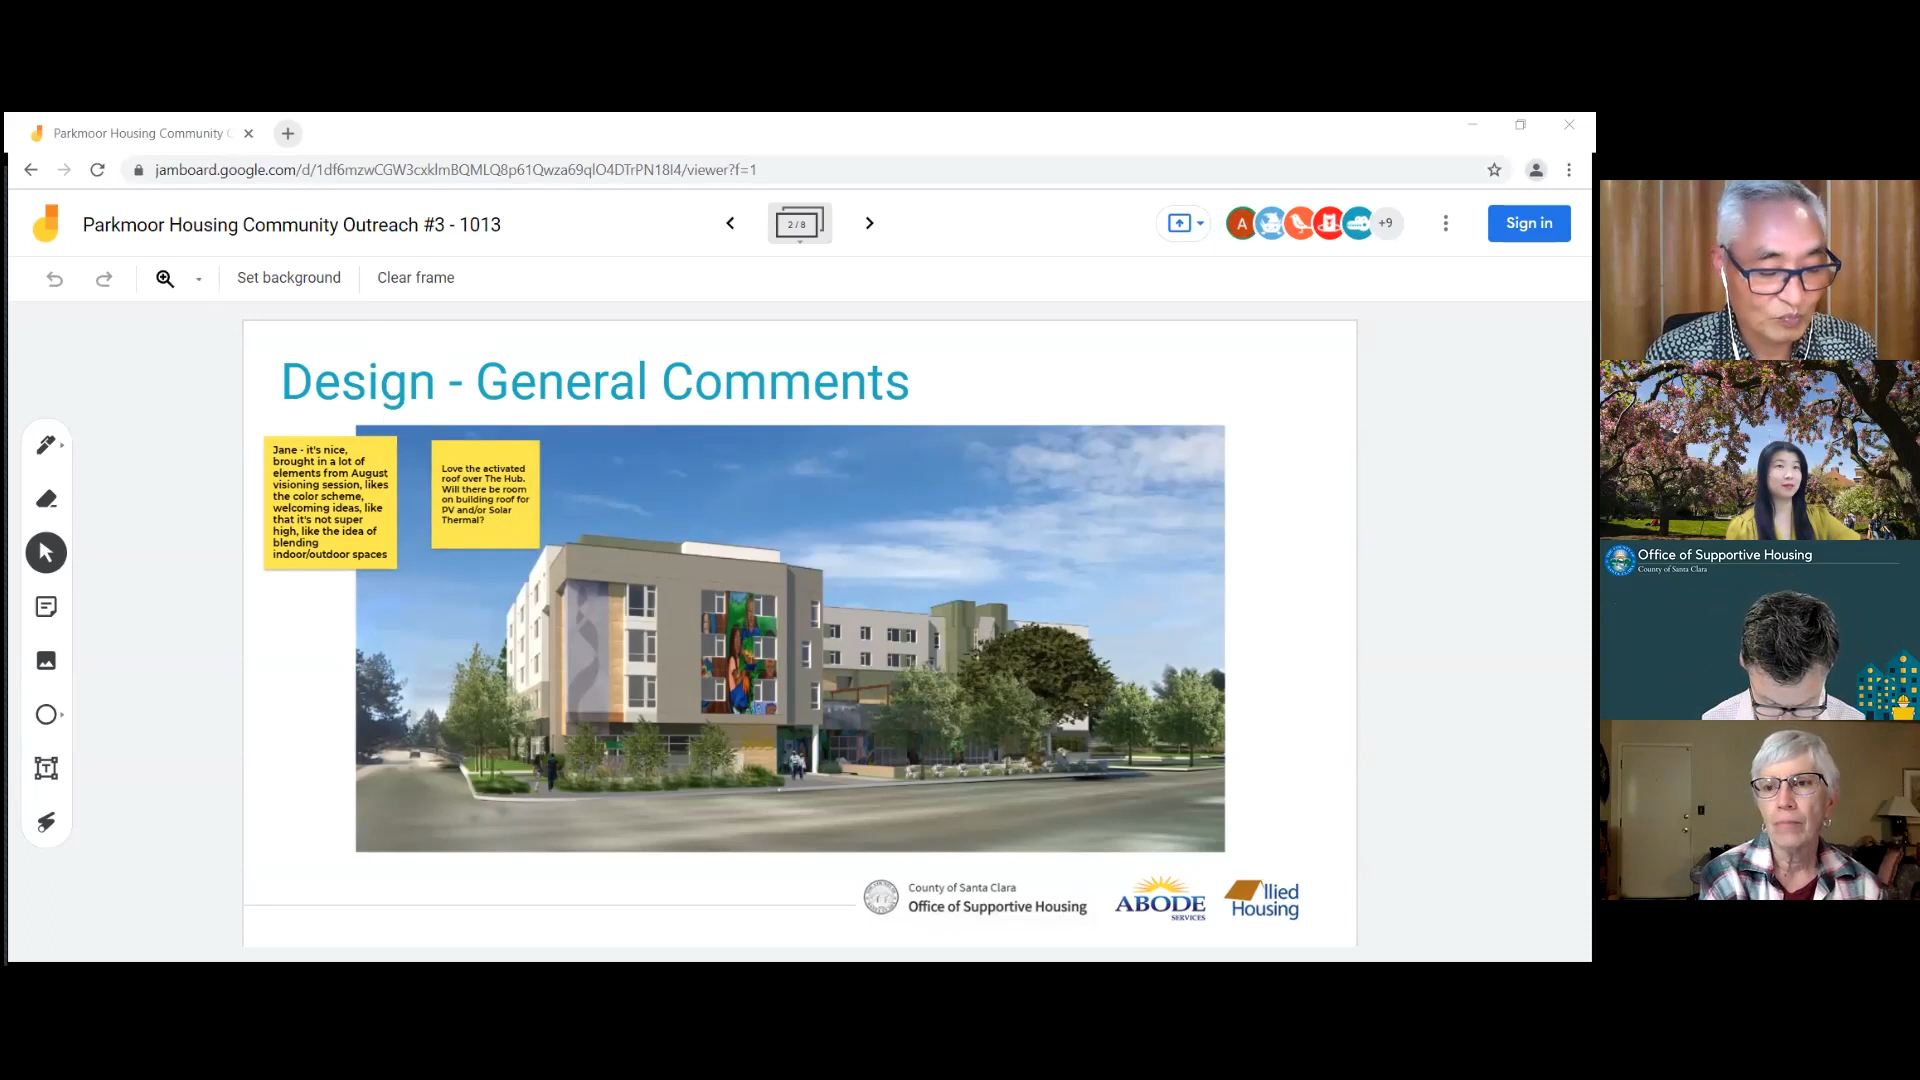 Parkmoor Housing Community
jamboard.google.com/d/1df6mzwCGW3cxklmBQMLQ8p61Qwza69qlO4DTrPN18I4/viewer?f=1
Parkmoor Housing Community Outreach #3 - 1013
2 / 8
A
+9
Sign in
Set background
Clear frame
Design - General Comments
Jane - it's nice,
brought in a lot of
elements from August
visioning session, likes
the color scheme,
welcoming ideas, like
that it's not super
high, like the idea of
blending
indoor/outdoor spaces
Love the activated
roof over The Hub.
Will there be room
on building roof for
PV and/or Solar
Thermal?
County of Santa Clara
Office of Supportive Housing
ABODE
SERVICES
llied
Housing
Office of Supportive Housing
County of Santa Clara